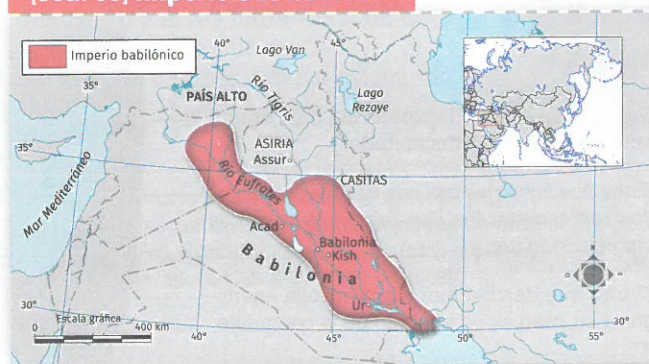 Imperio babilónico
40°
Lago Van
45°
35°
PAÍS ALTO
Río Tigris
Lago
Rezaye
35°
ASIRIA
Assur
Mar Mediterráneo
Río Eufrates
CASITAS
Acad
Babilonia
Kish
Babilonia
Ur
30°
Escala gráfica
0
400 km
40°
45°
50°
55°
30°
N
O
E
S